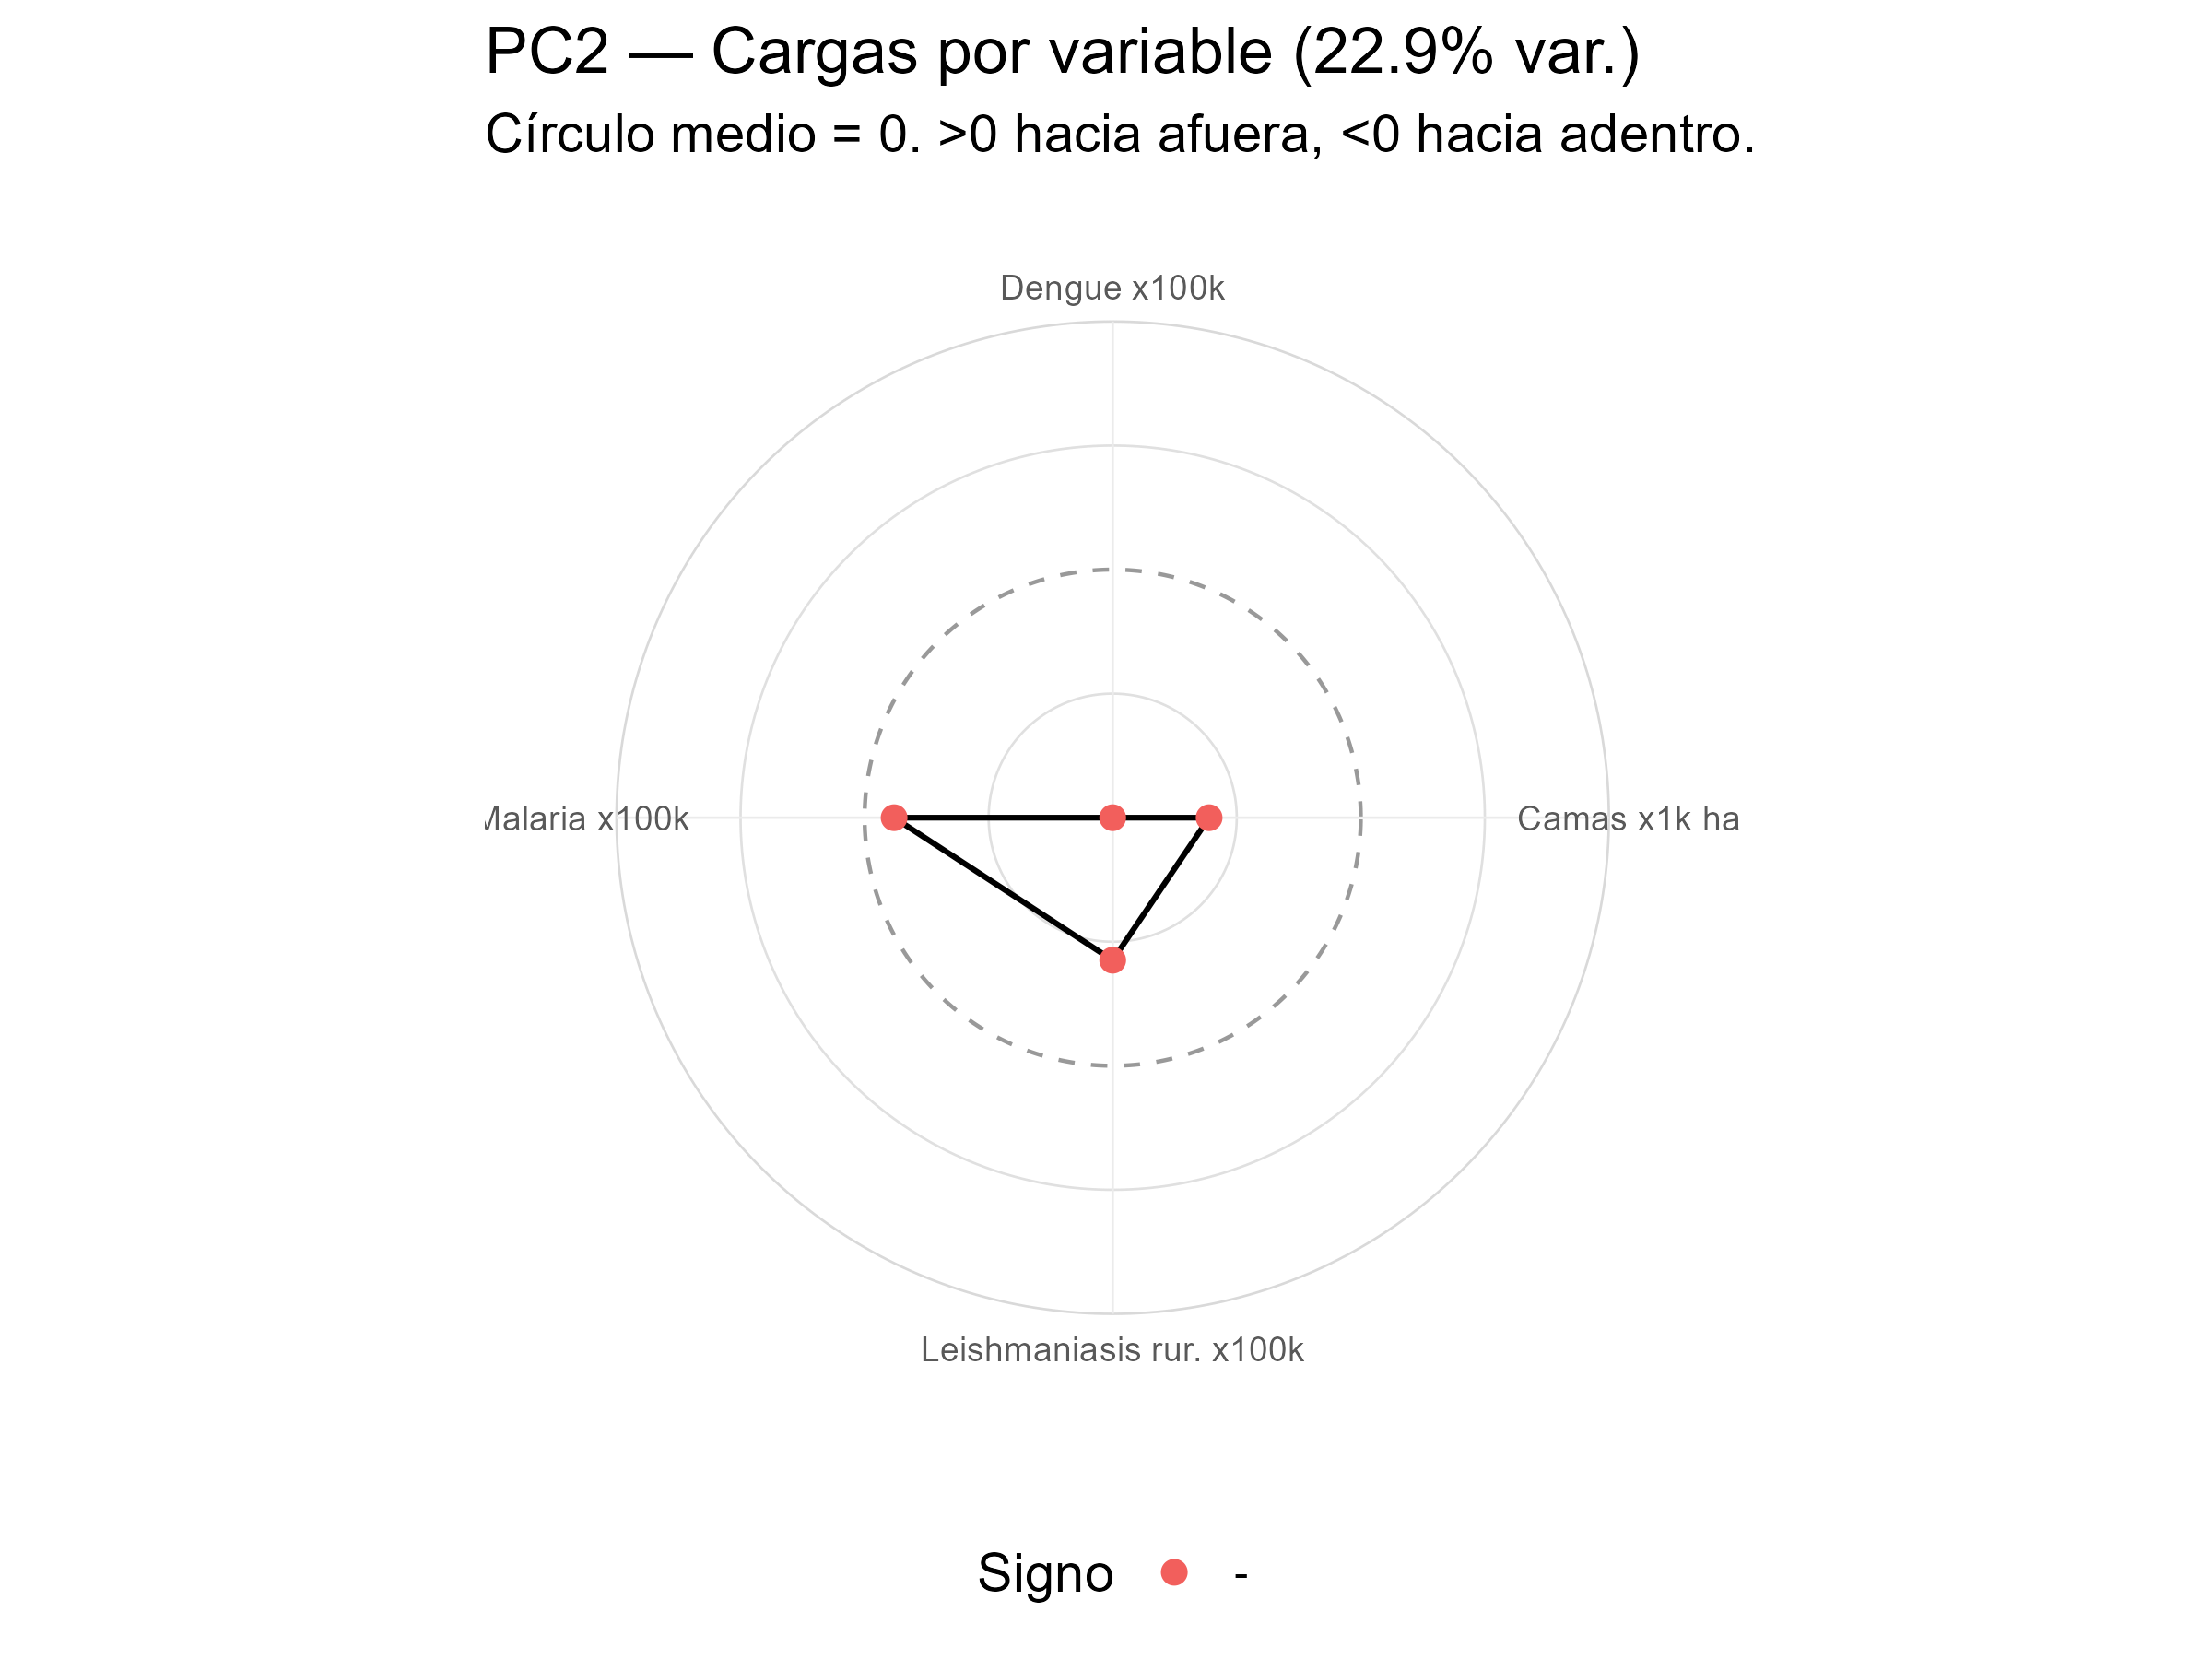 PC2 — Cargas por variable (22.9% var.)
Círculo medio = 0. >0 hacia afuera, <0 hacia adentro.
Dengue x100k
Malaria x100k
Camas x1k ha
Leishmaniasis rur. x100k
Signo -